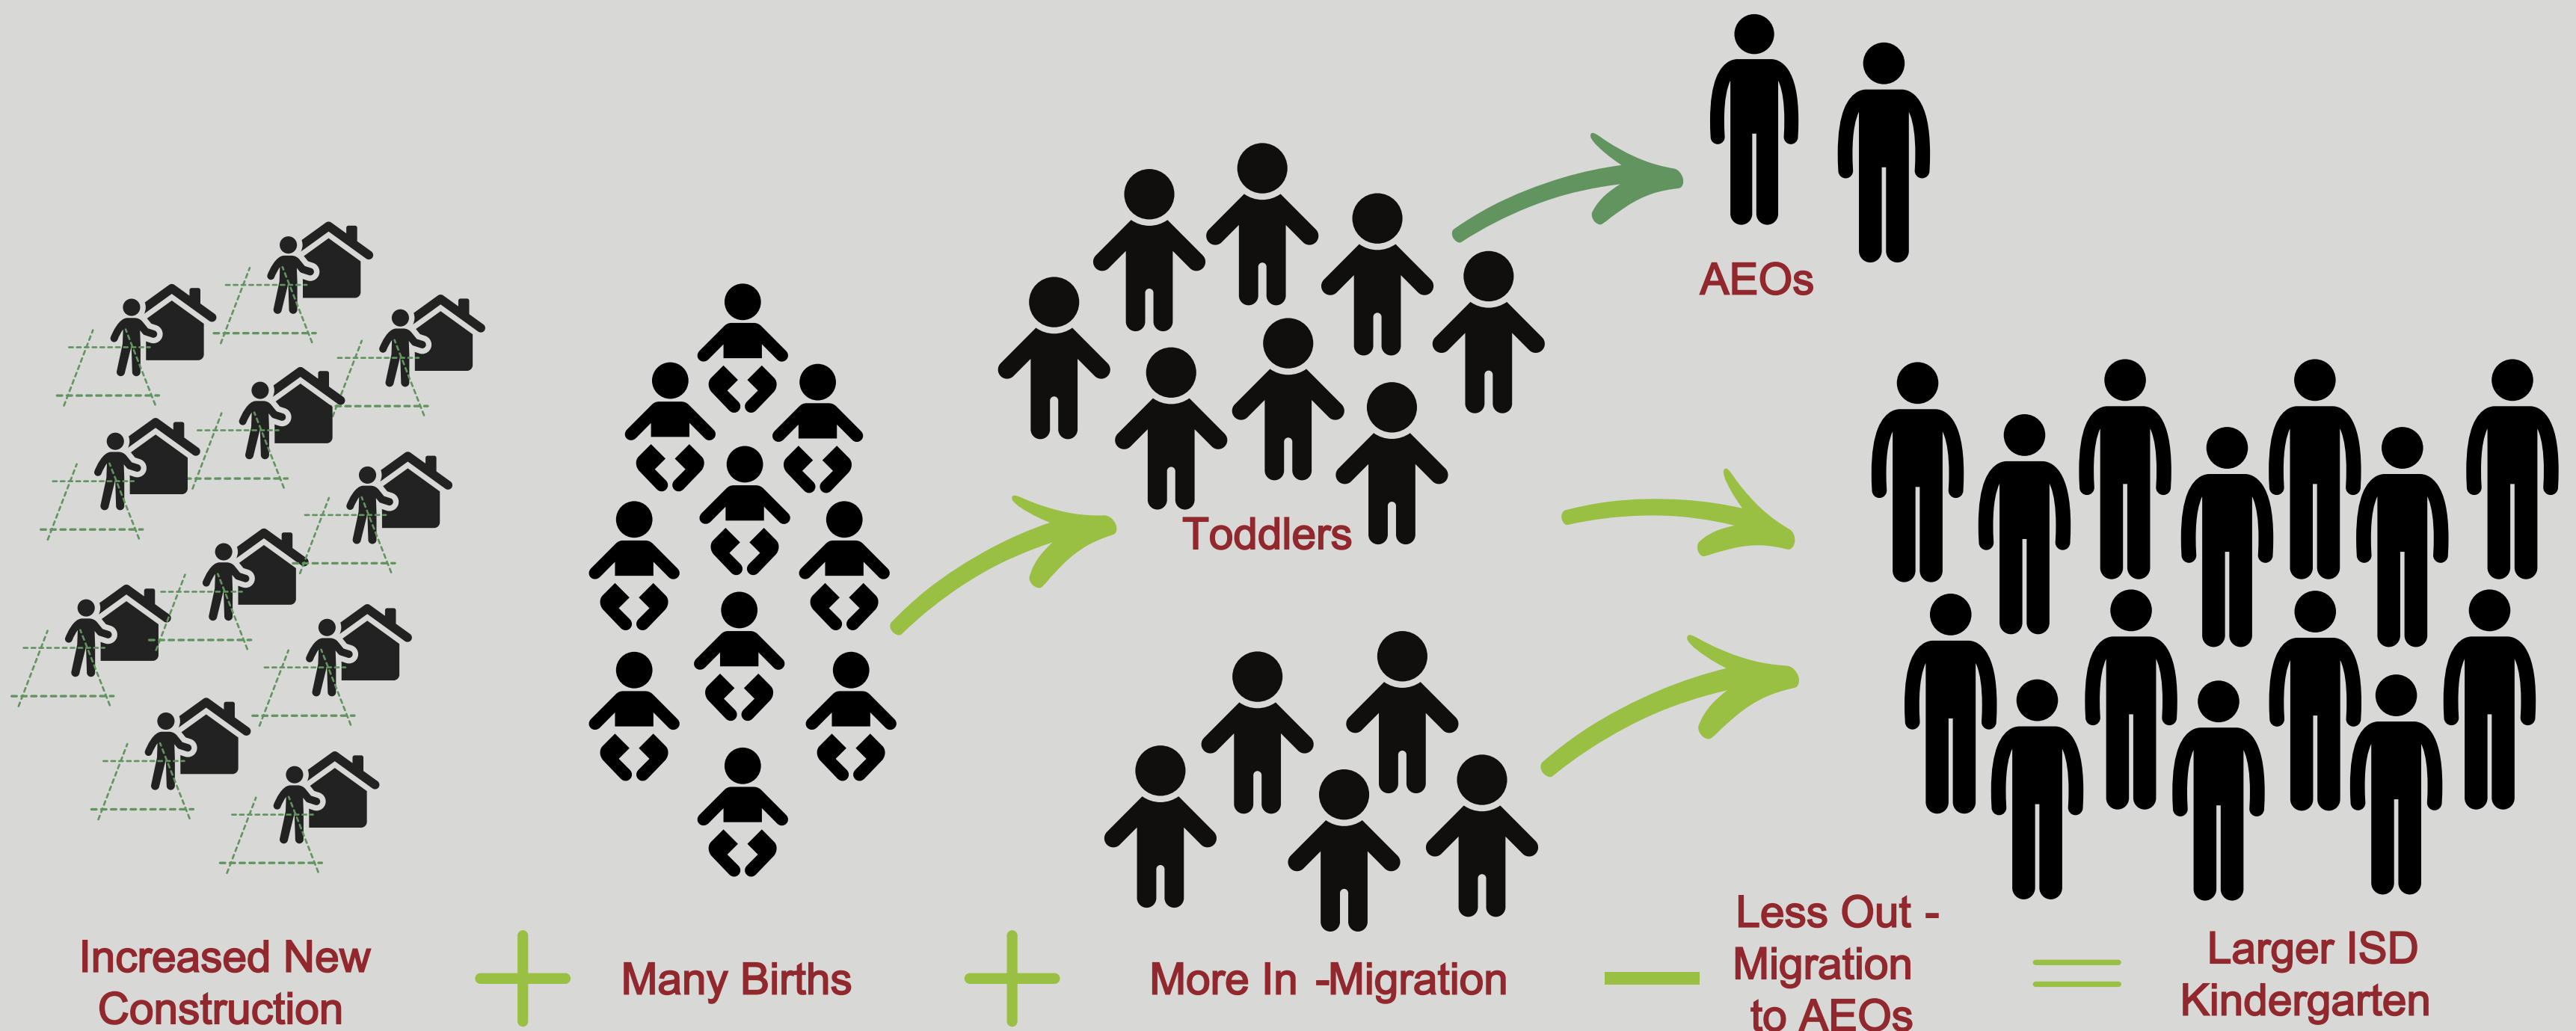 AEOs
Toddlers
Increased New
Construction
Many Births
More In -Migration
Less Out -
Migration
to AEOs
Larger ISD
Kindergarten